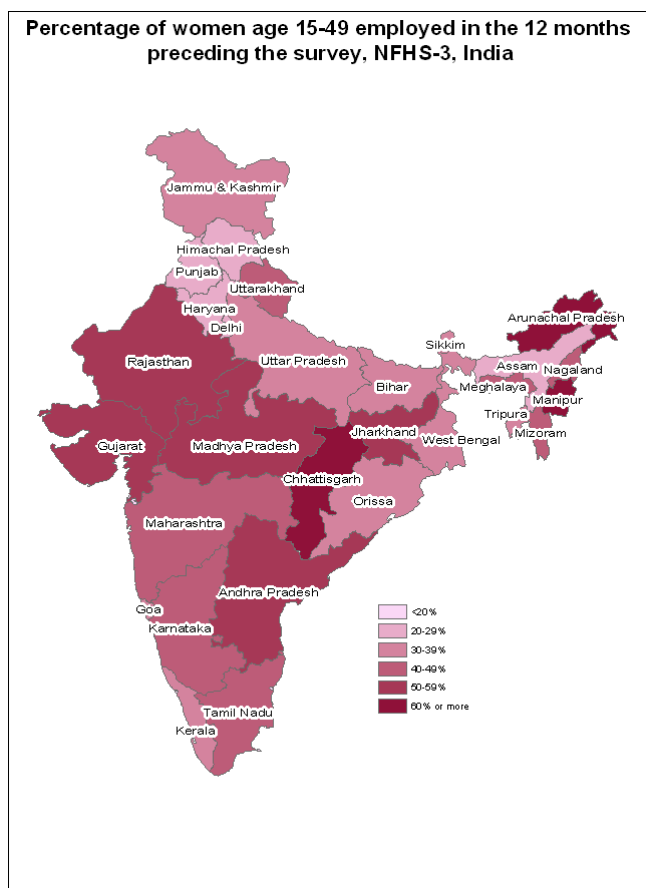 Percentage of women age 15-49 employed in the 12 months
preceding the survey, NFHS-3, India
Jammu & Kashmir
Himachal Pradesh
Punjab
Uttarakhand
Haryana
Delhi
Arunachal Pradesh
Sikkim
Rajasthan
Uttar Pradesh
Assam
Nagaland
Bihar
Meghalaya
Manipur
Tripura
Jharkhand
Mizoram
West Bengal
Gujarat
Madhya Pradesh
Chhattisgarh
Orissa
Maharashtra
Andhra Pradesh
Goa
Karnataka
Tamil Nadu
Kerala
<20%
20-29%
30-39%
40-49%
50-59%
60% or more